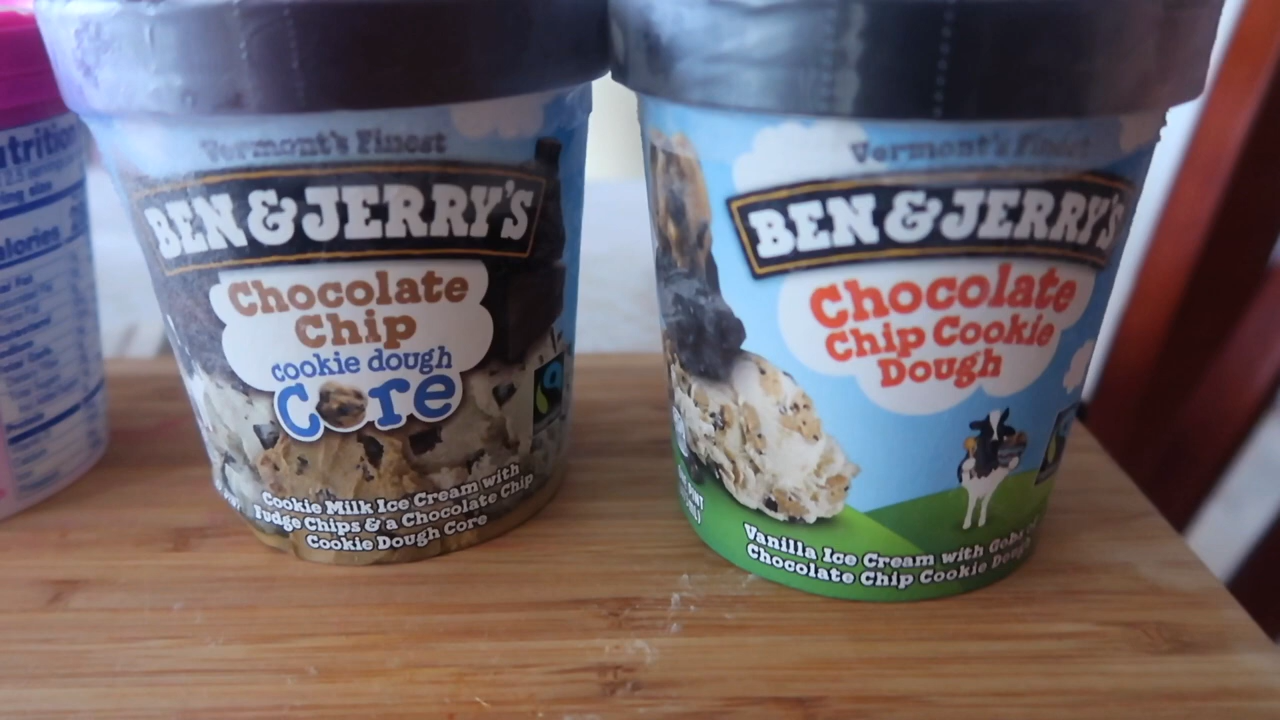 Vermont's Finest
BEN & JERRY'S
Chocolate
Chip
cookie dough
Core
Cookie Milk Ice Cream with
Fudge Chips & a Chocolate Chip
Cookie Dough Core
Vermont's Finest
BEN & JERRY'S
Chocolate
Chip Cookie
Dough
PINT
Vanilla Ice Cream with Gobs
Chocolate Chip Cookie Dough